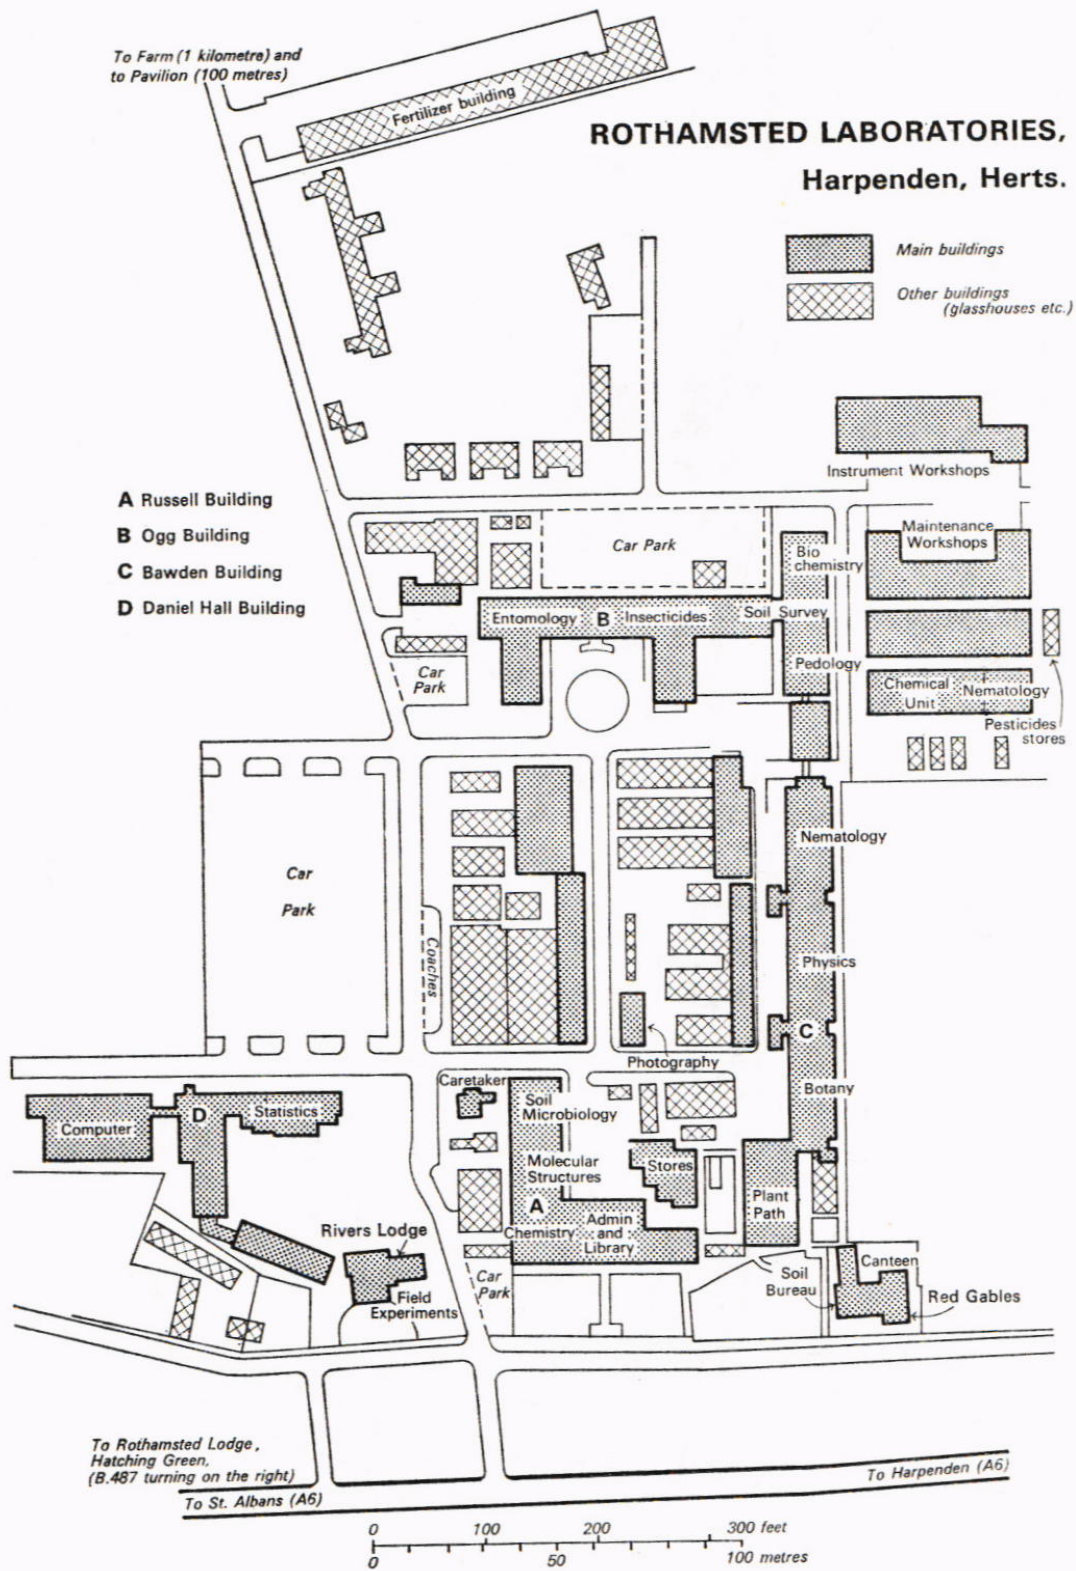 To Farm (1 kilometre) and
to Pavilion (100 metres)
Fertilizer building
ROTHAMSTED LABORATORIES,
Harpenden, Herts.
Main buildings
Other buildings
(glasshouses etc.)
A Russell Building
B Ogg Building
C Bawden Building
D Daniel Hall Building
Instrument Workshops
Maintenance
Workshops
Car Park
Bio
chemistry
Entomology
B
Insecticides
Soil Survey
Car
Park
Pedology
Chemical
Unit
Nematology
Pesticides
stores
Nematology
Car
Park
Coaches
Physics
C
Photography
Botany
Caretaker
Soil
Microbiology
Computer
D
Statistics
Molecular
Structures
Stores
Plant
Path
A
Chemistry
Admin
and
Library
Rivers Lodge
Field
Experiments
Car
Park
Soil
Bureau
Canteen
Red Gables
To Rothamsted Lodge,
Hatching Green,
(B.487 turning on the right)
To St. Albans (A6)
To Harpenden (A6)
0 100 200 300 feet
0 50 100 metres